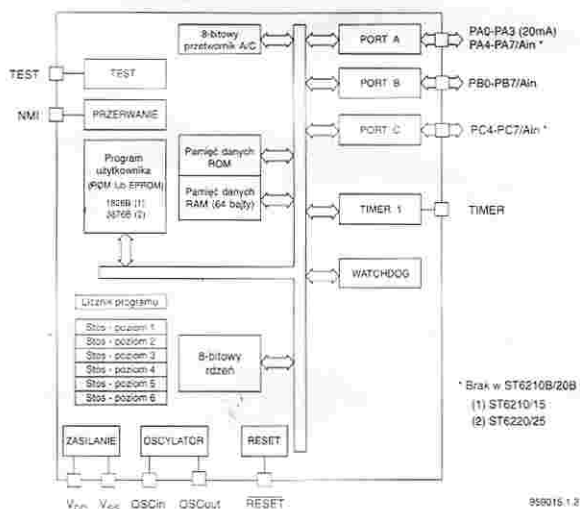 8-bitowy
przetwornik A/C
PORT A
PA0-PA3 (20mA)
PA4-PA7/Ain *
TEST
TEST
PORT B
PB0-PB7/Ain
NMI
PRZERWANIE
PORT C
PC4-PC7/Ain *
Program
użytkownika
(ROM lub EPROM)
1826B (1)
3876B (2)
Pamięć danych
ROM
Pamięć danych
RAM (64 bajty)
TIMER 1
TIMER
WATCHDOG
Licznik programu
Stos - poziom 1
Stos - poziom 2
Stos - poziom 3
Stos - poziom 4
Stos - poziom 5
Stos - poziom 6
8-bitowy
rdzeń
* Brak w ST6210B/20B
(1) ST6210/15
(2) ST6220/25
ZASILANIE
OSCYLATOR
RESET
VDD VSS OSCin OSCout RESET
959015.1.2